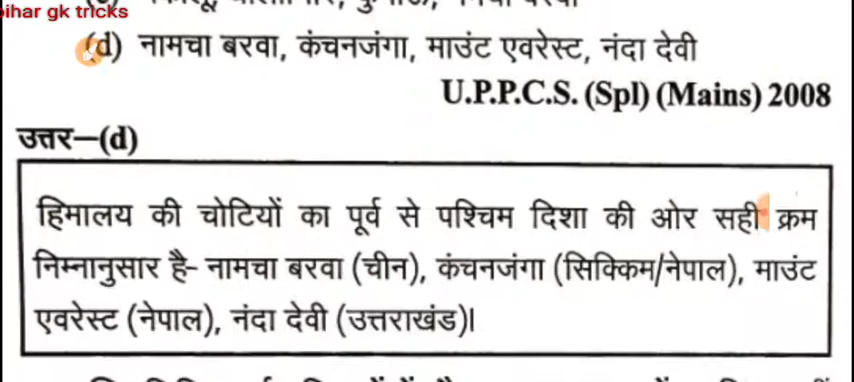 bihar gk tricks
(d) नामचा बरवा, कंचनजंगा, माउंट एवरेस्ट, नंदा देवी
U.P.P.C.S. (Spl) (Mains) 2008
उत्तर—(d)
हिमालय की चोटियों का पूर्व से पश्चिम दिशा की ओर सही क्रम
निम्नानुसार है- नामचा बरवा (चीन), कंचनजंगा (सिक्किम/नेपाल), माउंट
एवरेस्ट (नेपाल), नंदा देवी (उत्तराखंड)।